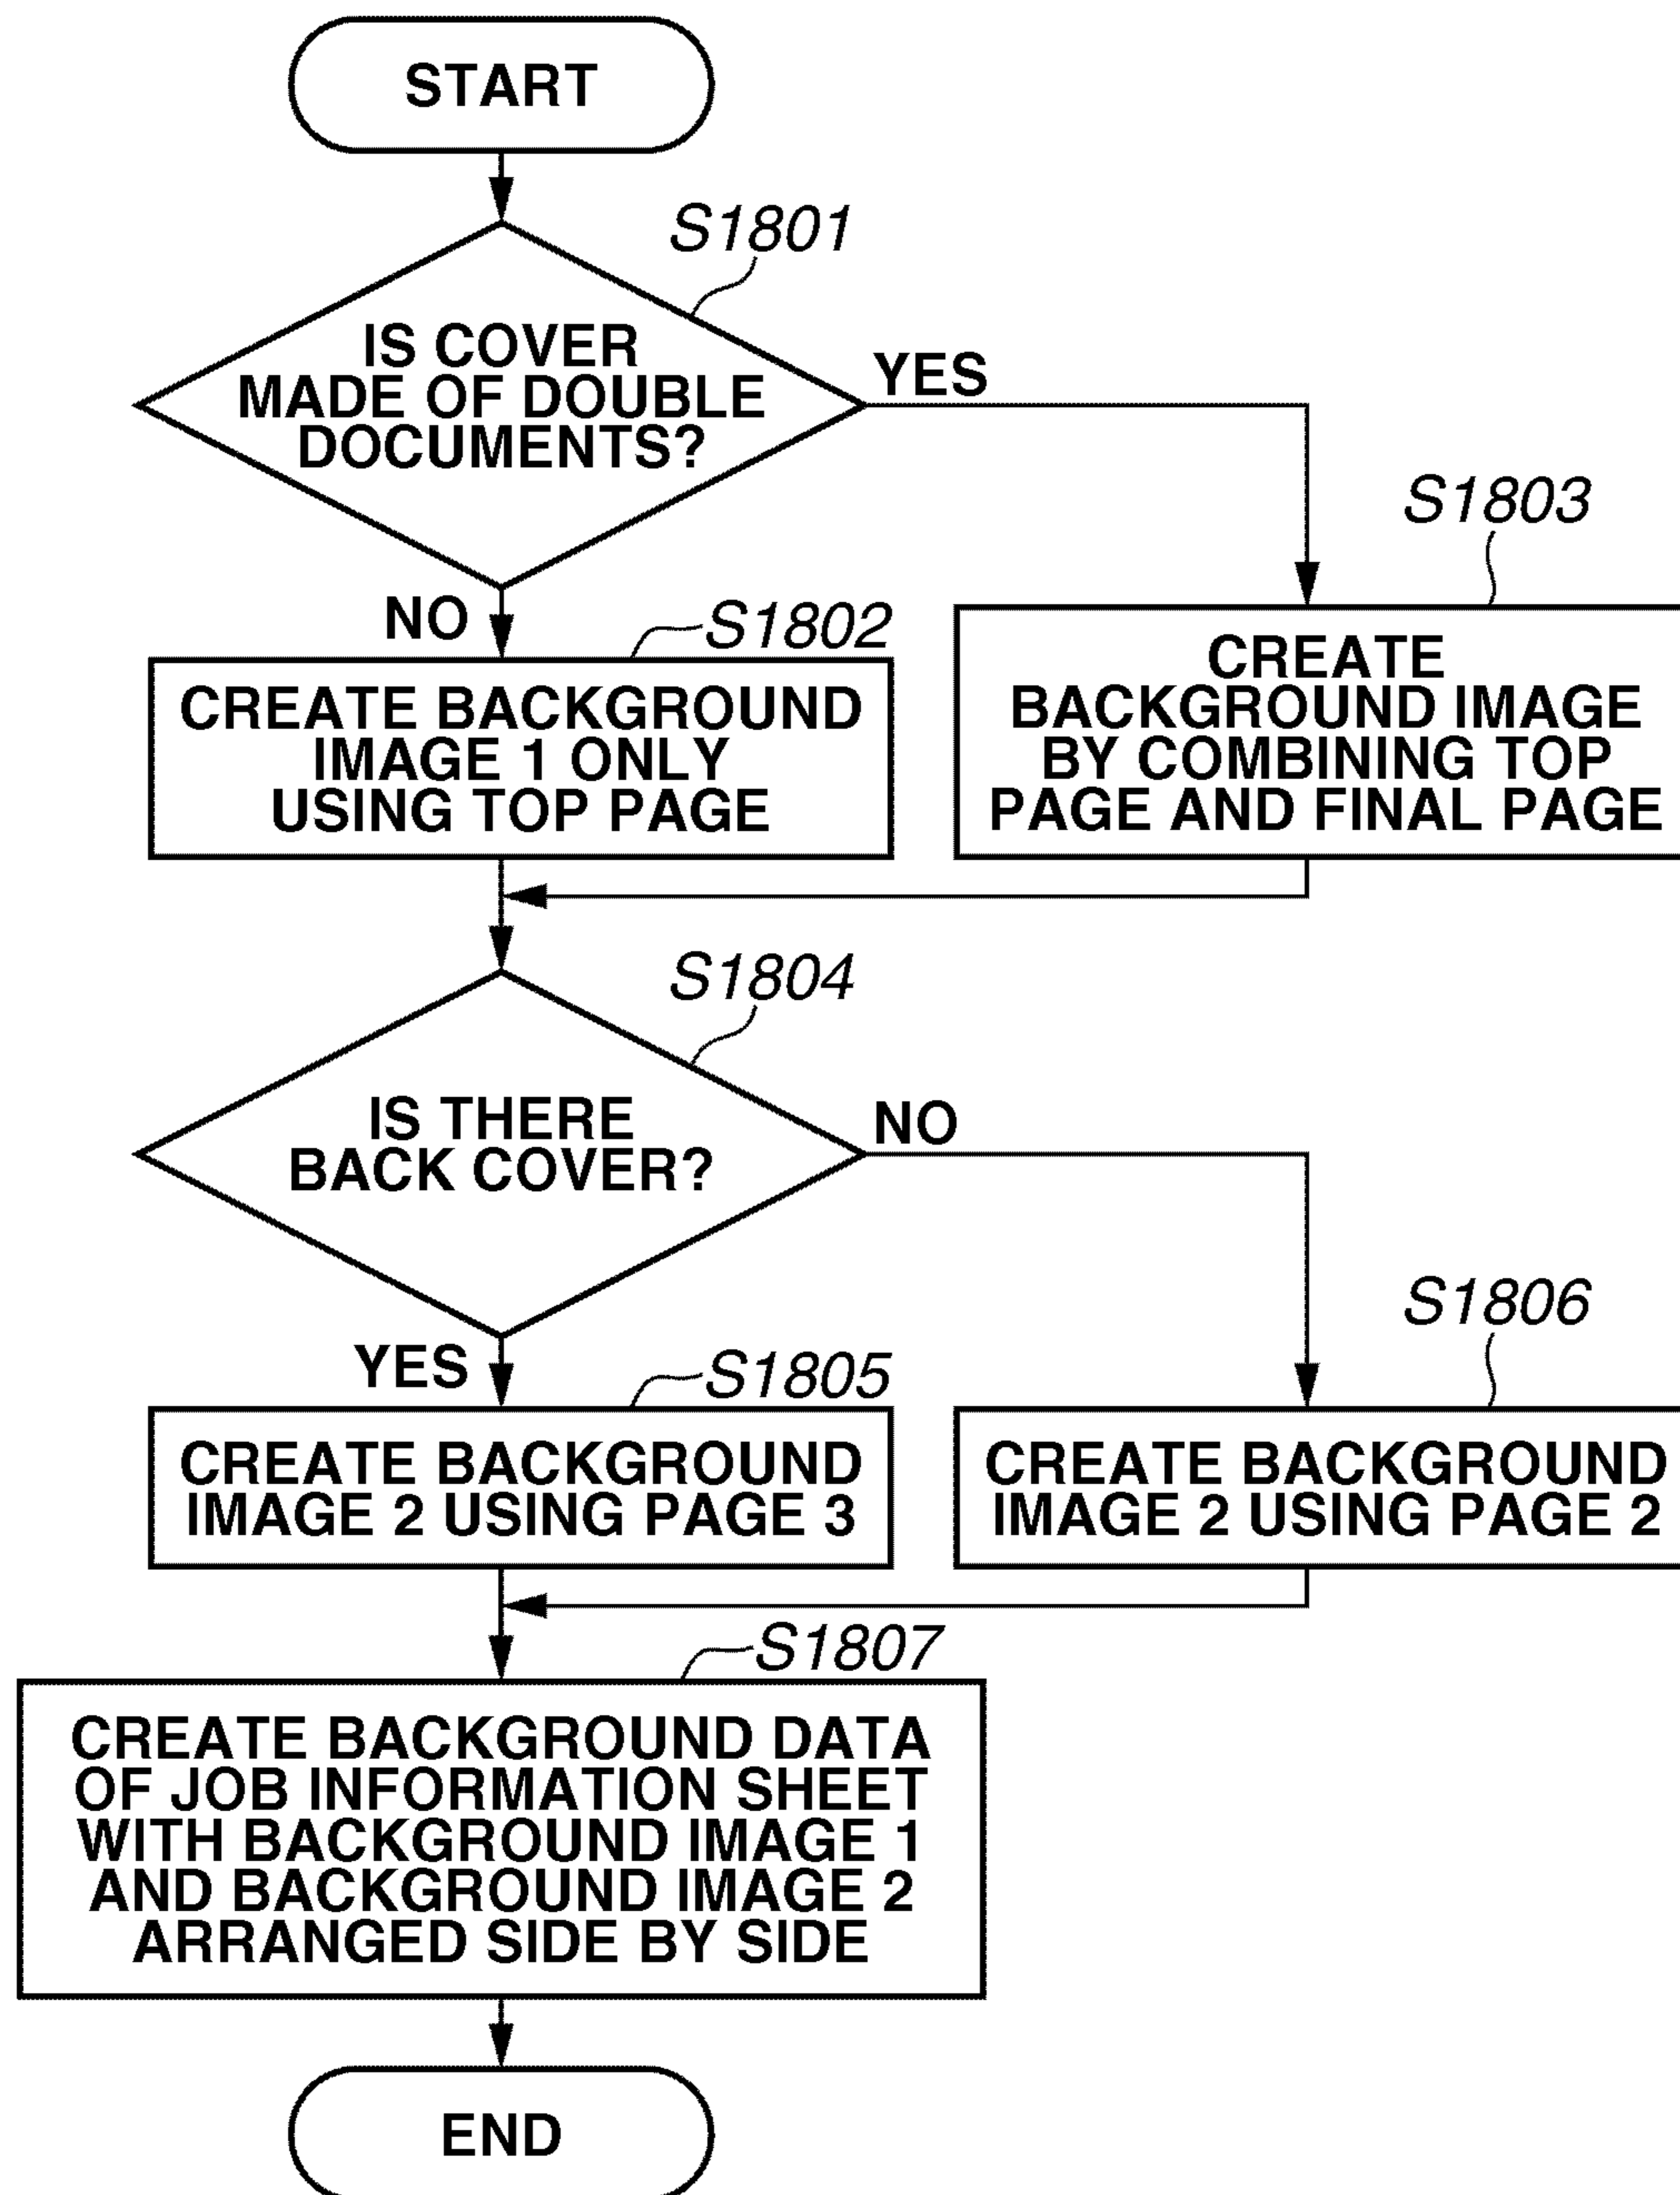 START
S1801
IS COVER
MADE OF DOUBLE
DOCUMENTS?
YES
NO
S1802
CREATE BACKGROUND
IMAGE 1 ONLY
USING TOP PAGE
S1803
CREATE
BACKGROUND IMAGE
BY COMBINING TOP
PAGE AND FINAL PAGE
S1804
IS THERE
BACK COVER?
NO
YES
S1805
CREATE BACKGROUND
IMAGE 2 USING PAGE 3
S1806
CREATE BACKGROUND
IMAGE 2 USING PAGE 2
S1807
CREATE BACKGROUND DATA
OF JOB INFORMATION SHEET
WITH BACKGROUND IMAGE 1
AND BACKGROUND IMAGE 2
ARRANGED SIDE BY SIDE
END